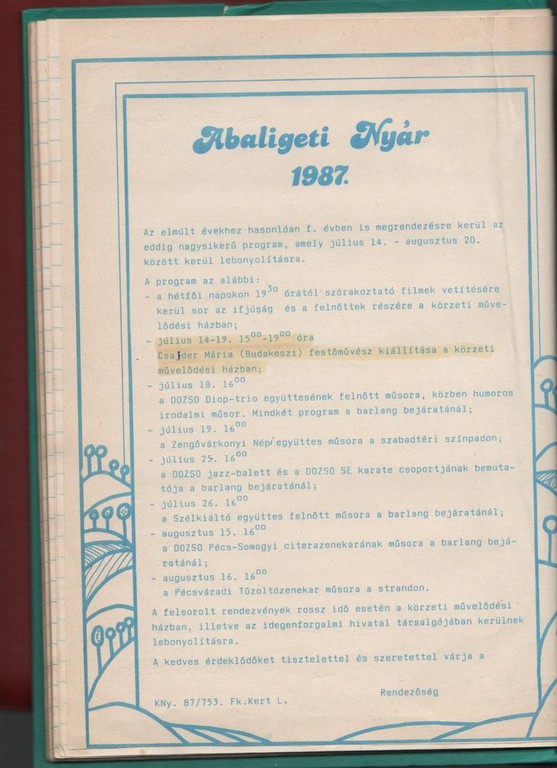 Abaligeti Nyár
1987.
Az elmúlt évekhez hasonlóan f. évben is megrendezésre kerül az
eddig nagysikerű program, amely július 14. - augusztus 20.
között kerül lebonyolításra.
A program az alábbi:
- a hétfői napokon 19³⁰ órától szórakoztató filmek vetítésére
kerül sor az ifjúság és a felnőttek részére a körzeti műve-
lődési házban;
- július 14-19. 15⁰⁰-19⁰⁰ óra
Csajder Mária (Budakeszi) festőművész kiállítása a körzeti
művelődési házban;
- július 18. 16⁰⁰
a DOZSO Diop-trio együttesének felnőtt műsora, közben humoros
irodalmi műsor. Mindkét program a barlang bejáratánál;
- július 19. 16⁰⁰
a Zengővárkonyi Népi együttes műsora a szabadtéri színpadon;
- július 25. 16⁰⁰
a DOZSO jazz-balett és a DOZSO SE karate csoportjának bemuta-
tója a barlang bejáratánál;
- július 26. 16⁰⁰
a Szélkiáltó együttes felnőtt műsora a barlang bejáratánál;
- augusztus 15. 16⁰⁰
a DOZSO Pécs-Somogyi citerazenekarának műsora a barlang bejá-
ratánál;
- augusztus 16. 16⁰⁰
a Pécsváradi Tűzoltózenekar műsora a strandon.
A felsorolt rendezvények rossz idő esetén a körzeti művelődési
házban, illetve az idegenforgalmi hivatal társalgójában kerülnek
lebonyolításra.
A kedves érdeklődőket tisztelettel és szeretettel várja a
Rendezőség
KNy. 87/753. Fk.Kert L.